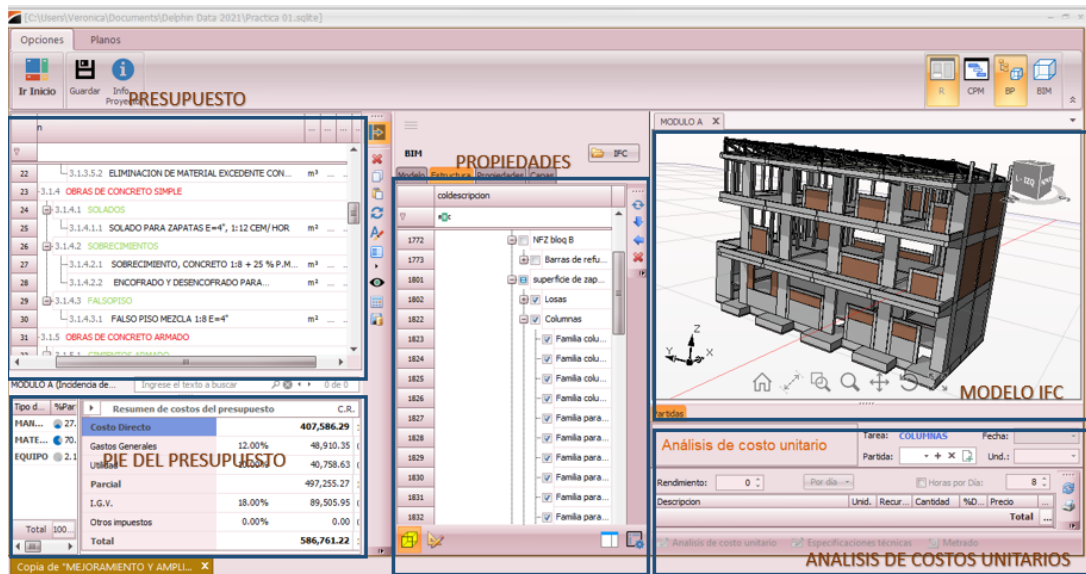 [C:\Users\Veronica\Documents\Delphin Data 2021\Practica 01.sqlite]
Opciones Planos
Ir Inicio Guardar Info. Proyecto R. CPM BP BIM
PRESUPUESTO
MODULO A X
n
BIM IFC
PROPIEDADES
Modelo Estructura Propiedades Capas
coldescripcion
22 3.1.3.5.2 ELIMINACION DE MATERIAL EXCEDENTE CON... m³ ...
23 3.1.4 OBRAS DE CONCRETO SIMPLE
24 3.1.4.1 SOLADOS
25 3.1.4.1.1 SOLADO PARA ZAPATAS E=4", 1:12 CEM/HOR m² ...
26 3.1.4.2 SOBRECIMIENTOS
27 3.1.4.2.1 SOBRECIMIENTO, CONCRETO 1:8 + 25 % P.M... m³ ...
28 3.1.4.2.2 ENCOFRADO Y DESENCOFRADO PARA... m² ...
29 3.1.4.3 FALSOPISO
30 3.1.4.3.1 FALSO PISO MEZCLA 1:8 E=4" m² ...
31 3.1.5 OBRAS DE CONCRETO ARMADO
1772 NFZ bloq B
1773 Barras de refu...
1801 superficie de zap...
1802 Losas
1822 Columnas
1823 Familia colu...
1824 Familia colu...
1825 Familia colu...
1826 Familia colu...
1827 Familia para...
1828 Familia para...
1829 Familia para...
1830 Familia para...
1831 Familia para...
1832 Familia para...
L - IZQ
Z
Y X
MODELO IFC
MODULO A (Incidencia de... Ingrese el texto a buscar 0 de 0
Tipo d... %Par
MAN... 27.
MATE... 70.
EQUIPO 2.1
Total 100...
Resumen de costos del presupuesto C.R.
Costo Directo 407,586.29
Gastos Generales 12.00% 48,910.35
Utilidad 10.00% 40,758.63
PIE DEL PRESUPUESTO
Parcial 497,255.27
I.G.V. 18.00% 89,505.95
Otros impuestos 0.00% 0.00
Total 586,761.22
Partidas
Análisis de costo unitario
Tarea: COLUMNAS Fecha:
Partida: Und.:
Rendimiento: 0 Por día Horas por Día: 8
Descripcion Unid. Recur... Cantidad %D... Precio ...
Total ...
Analisis de costo unitario Especificaciones técnicas Metrado
ANALISIS DE COSTOS UNITARIOS
Copia de "MEJORAMIENTO Y AMPLI... X